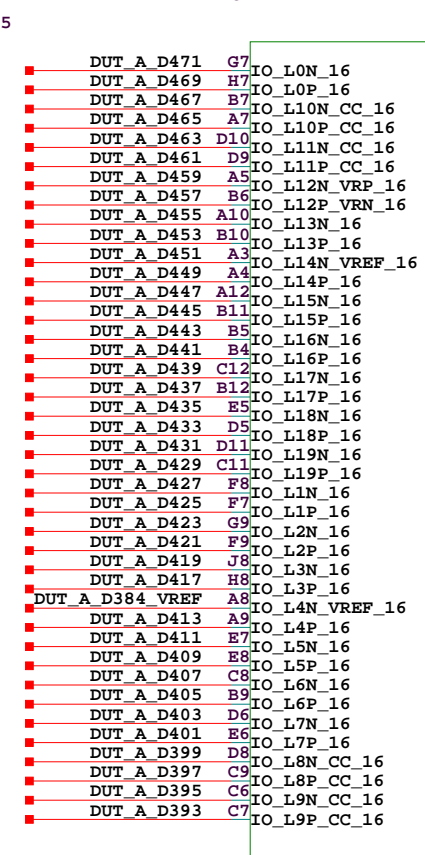 5
DUT_A_D471 G7 IO_L0N_16
DUT_A_D469 H7 IO_L0P_16
DUT_A_D467 B7 IO_L10N_CC_16
DUT_A_D465 A7 IO_L10P_CC_16
DUT_A_D463 D10 IO_L11N_CC_16
DUT_A_D461 D9 IO_L11P_CC_16
DUT_A_D459 A5 IO_L12N_VRP_16
DUT_A_D457 B6 IO_L12P_VRN_16
DUT_A_D455 A10 IO_L13N_16
DUT_A_D453 B10 IO_L13P_16
DUT_A_D451 A3 IO_L14N_VREF_16
DUT_A_D449 A4 IO_L14P_16
DUT_A_D447 A12 IO_L15N_16
DUT_A_D445 B11 IO_L15P_16
DUT_A_D443 B5 IO_L16N_16
DUT_A_D441 B4 IO_L16P_16
DUT_A_D439 C12 IO_L17N_16
DUT_A_D437 B12 IO_L17P_16
DUT_A_D435 E5 IO_L18N_16
DUT_A_D433 D5 IO_L18P_16
DUT_A_D431 D11 IO_L19N_16
DUT_A_D429 C11 IO_L19P_16
DUT_A_D427 F8 IO_L1N_16
DUT_A_D425 F7 IO_L1P_16
DUT_A_D423 G9 IO_L2N_16
DUT_A_D421 F9 IO_L2P_16
DUT_A_D419 J8 IO_L3N_16
DUT_A_D417 H8 IO_L3P_16
DUT_A_D384_VREF A8 IO_L4N_VREF_16
DUT_A_D413 A9 IO_L4P_16
DUT_A_D411 E7 IO_L5N_16
DUT_A_D409 E8 IO_L5P_16
DUT_A_D407 C8 IO_L6N_16
DUT_A_D405 B9 IO_L6P_16
DUT_A_D403 D6 IO_L7N_16
DUT_A_D401 E6 IO_L7P_16
DUT_A_D399 D8 IO_L8N_CC_16
DUT_A_D397 C9 IO_L8P_CC_16
DUT_A_D395 C6 IO_L9N_CC_16
DUT_A_D393 C7 IO_L9P_CC_16